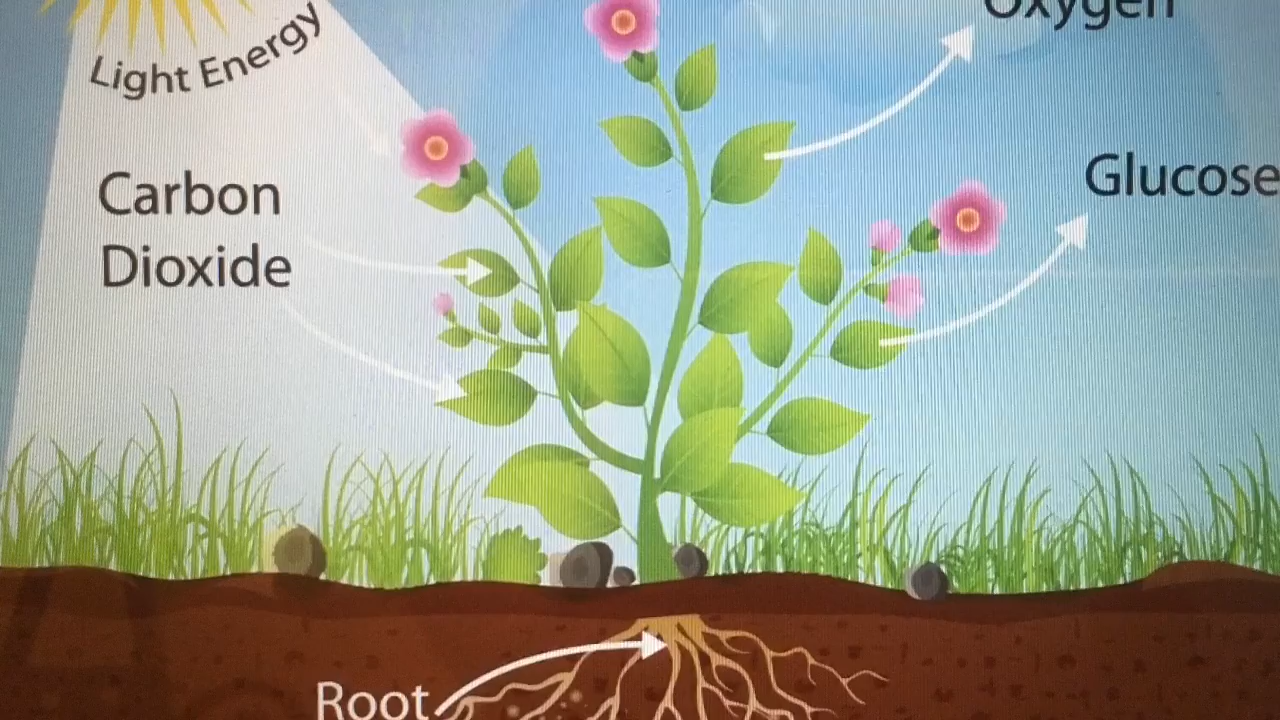 Oxygen
Light Energy
Glucose
Carbon
Dioxide
Root